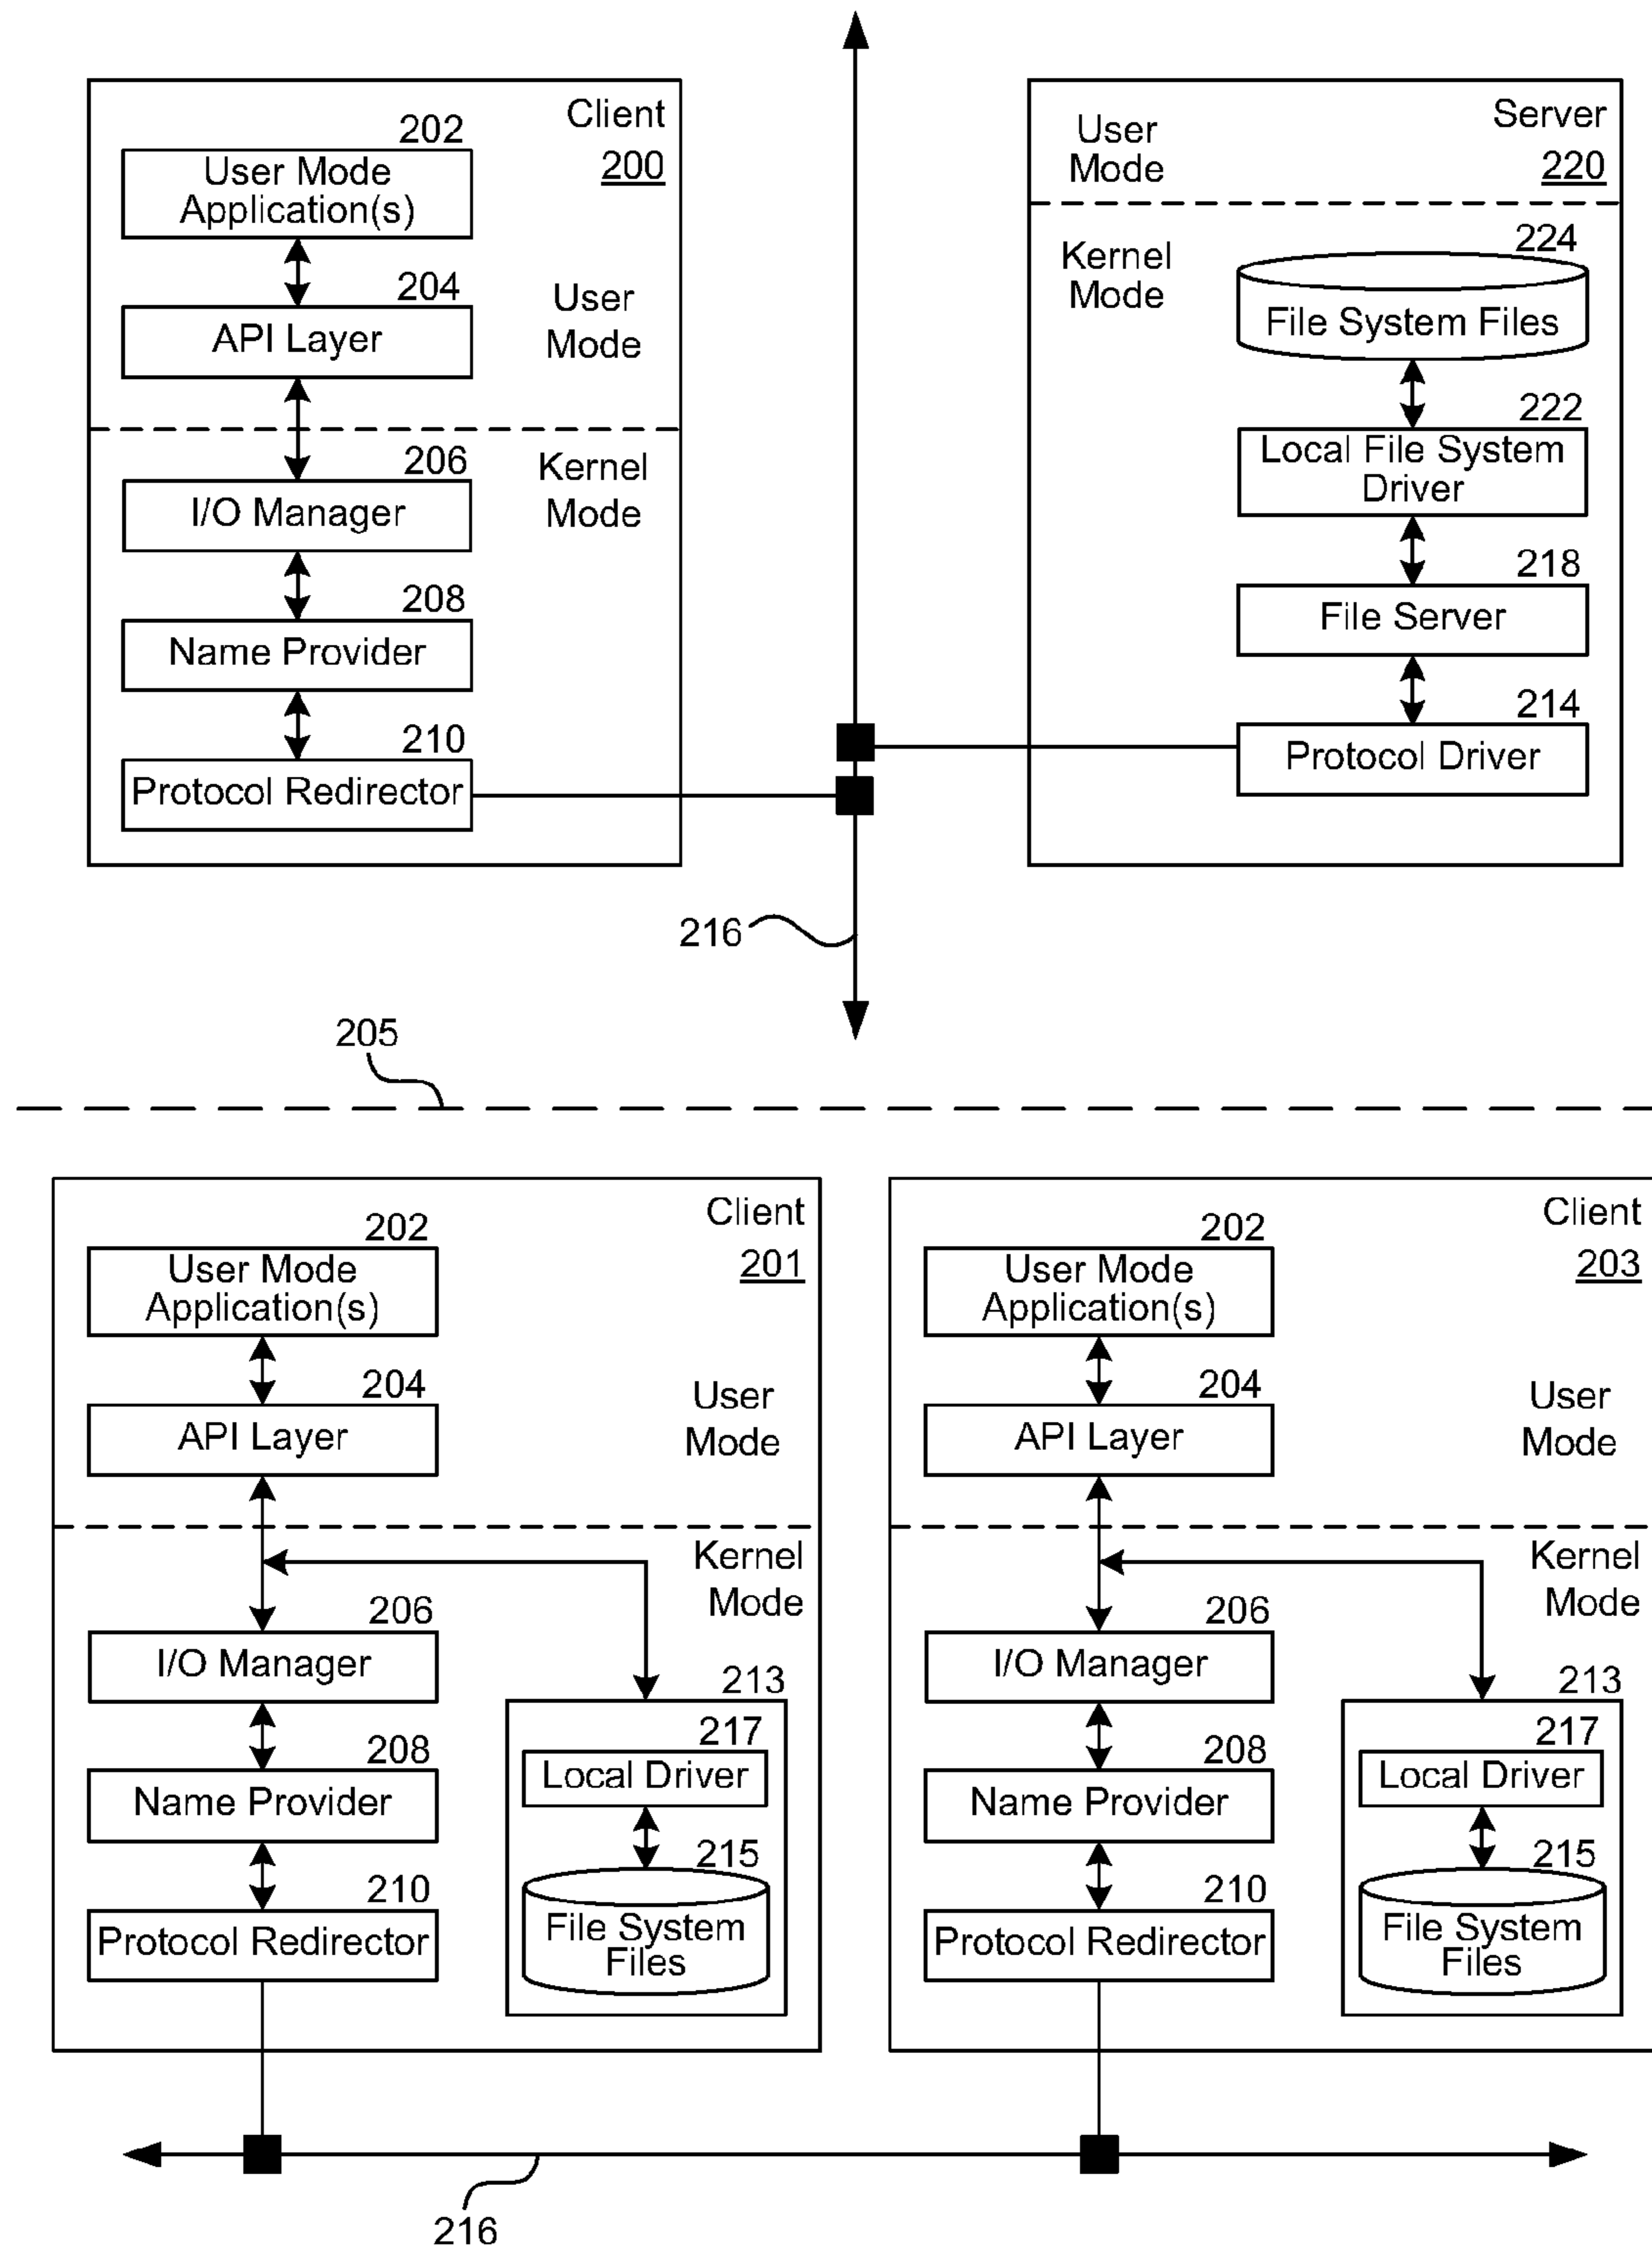 Client
200
202
User Mode
Application(s)
204
API Layer
User
Mode
206
I/O Manager
Kernel
Mode
208
Name Provider
210
Protocol Redirector
Server
220
User
Mode
Kernel
Mode
224
File System Files
222
Local File System
Driver
218
File Server
214
Protocol Driver
216
205
Client
201
202
User Mode
Application(s)
204
API Layer
User
Mode
Kernel
Mode
206
I/O Manager
208
Name Provider
210
Protocol Redirector
213
217
Local Driver
215
File System
Files
Client
203
202
User Mode
Application(s)
204
API Layer
User
Mode
Kernel
Mode
206
I/O Manager
208
Name Provider
210
Protocol Redirector
213
217
Local Driver
215
File System
Files
216